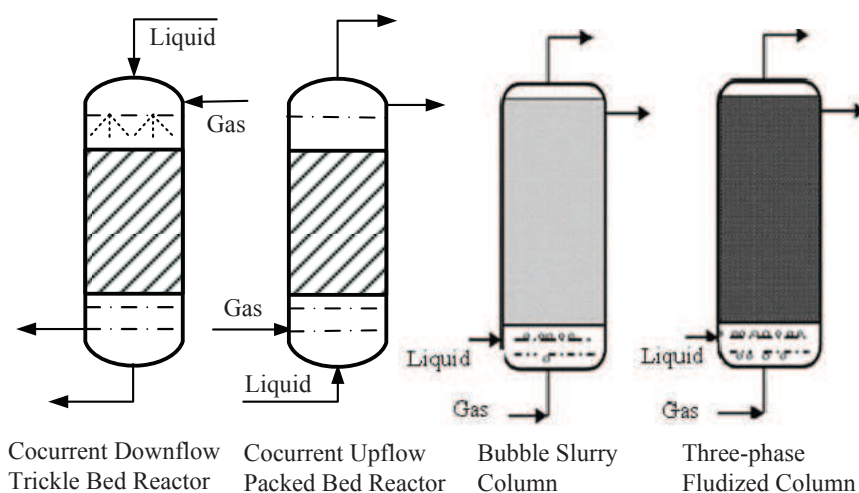 Liquid
Gas
Gas
Liquid
Liquid
Gas
Liquid
Gas
Cocurrent Downflow
Trickle Bed Reactor
Cocurrent Upflow
Packed Bed Reactor
Bubble Slurry
Column
Three-phase
Fludized Column